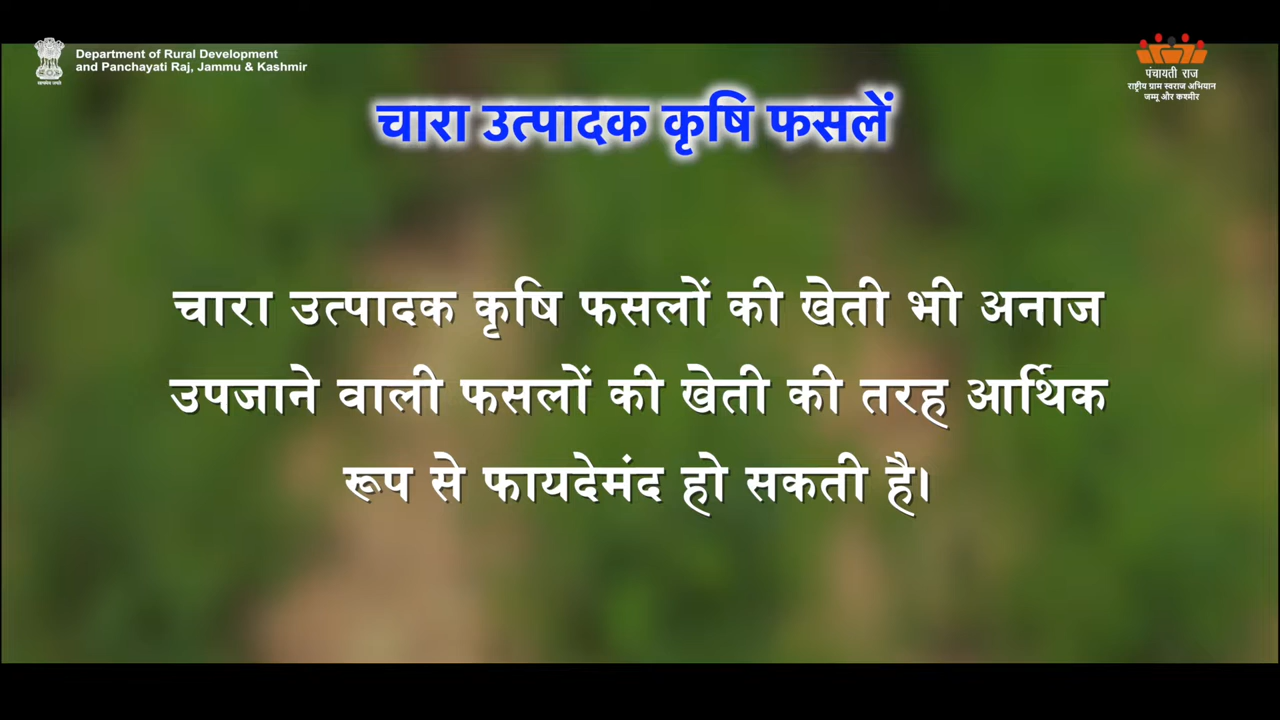 Department of Rural Development
and Panchayati Raj, Jammu & Kashmir
पंचायती राज
राष्ट्रीय ग्राम स्वराज अभियान
जम्मू और कश्मीर
चारा उत्पादक कृषि फसलें
चारा उत्पादक कृषि फसलों की खेती भी अनाज
उपजाने वाली फसलों की खेती की तरह आर्थिक
रूप से फायदेमंद हो सकती है।